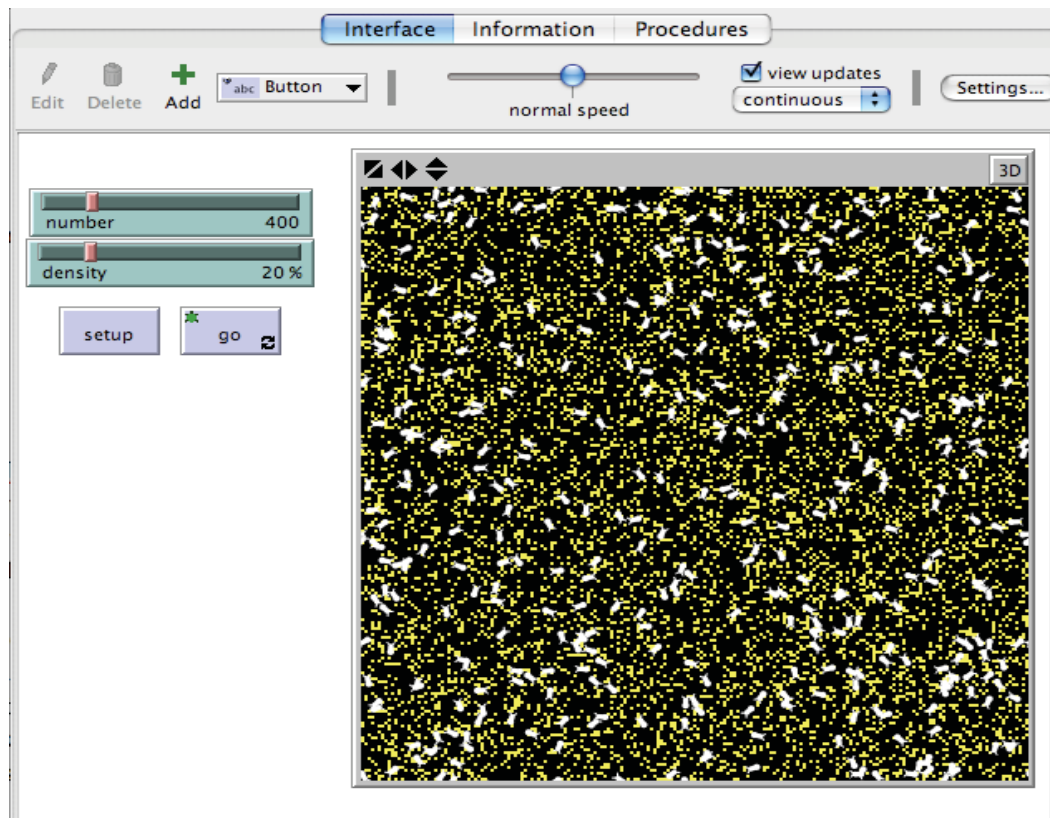 Interface Information Procedures
Edit Delete Add abc Button normal speed view updates continuous Settings...
3D
number 400
density 20 %
setup go